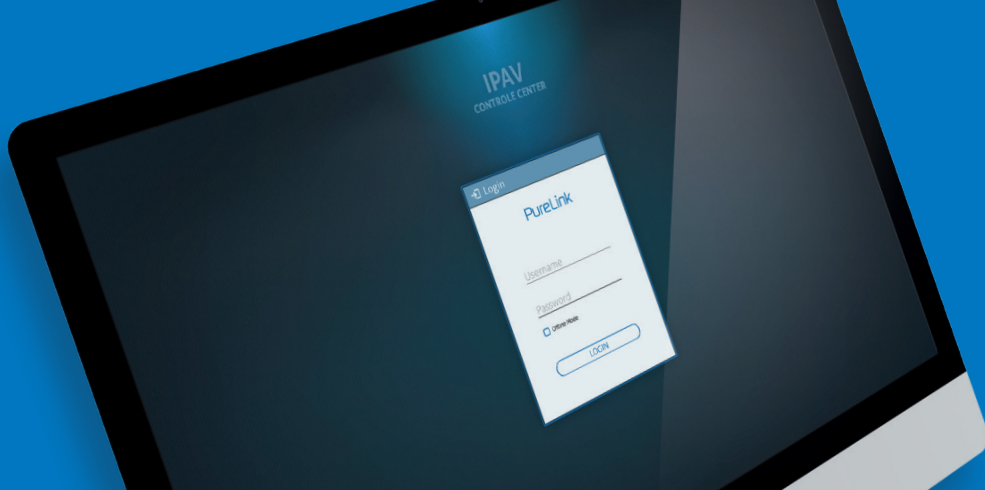 IPAV
CONTROLE CENTER
Login
PureLink
Username
Password
Offline Mode
LOGIN